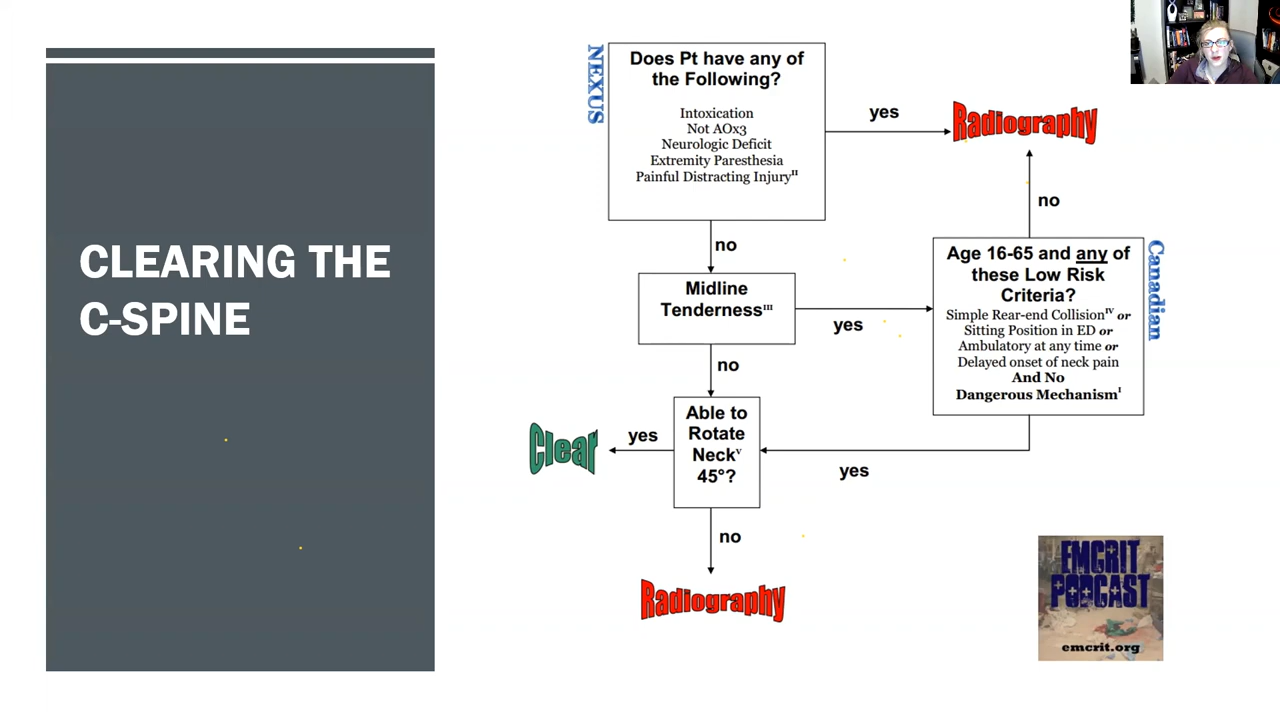 CLEARING THE
C-SPINE
NEXUS
Does Pt have any of
the Following?
Intoxication
Not AOx3
Neurologic Deficit
Extremity Paresthesia
Painful Distracting Injury^II
yes
Radiography
no
no
Midline
Tenderness^III
yes
Canadian
Age 16-65 and any of
these Low Risk
Criteria?
Simple Rear-end Collision^IV or
Sitting Position in ED or
Ambulatory at any time or
Delayed onset of neck pain
And No
Dangerous Mechanism^I
no
Able to
Rotate
Neck^V
45°?
yes
Clear
yes
no
Radiography
EMCRIT
PODCAST
emcrit.org